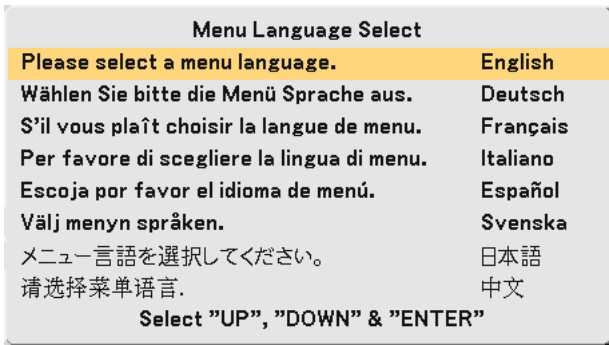 Menu Language Select
Please select a menu language. English
Wählen Sie bitte die Menü Sprache aus. Deutsch
S'il vous plaît choisir la langue de menu. Français
Per favore di scegliere la lingua di menu. Italiano
Escoja por favor el idioma de menú. Español
Välj menyn språken. Svenska
メニュー言語を選択してください。 日本語
请选择菜单语言. 中文
Select "UP", "DOWN" & "ENTER"